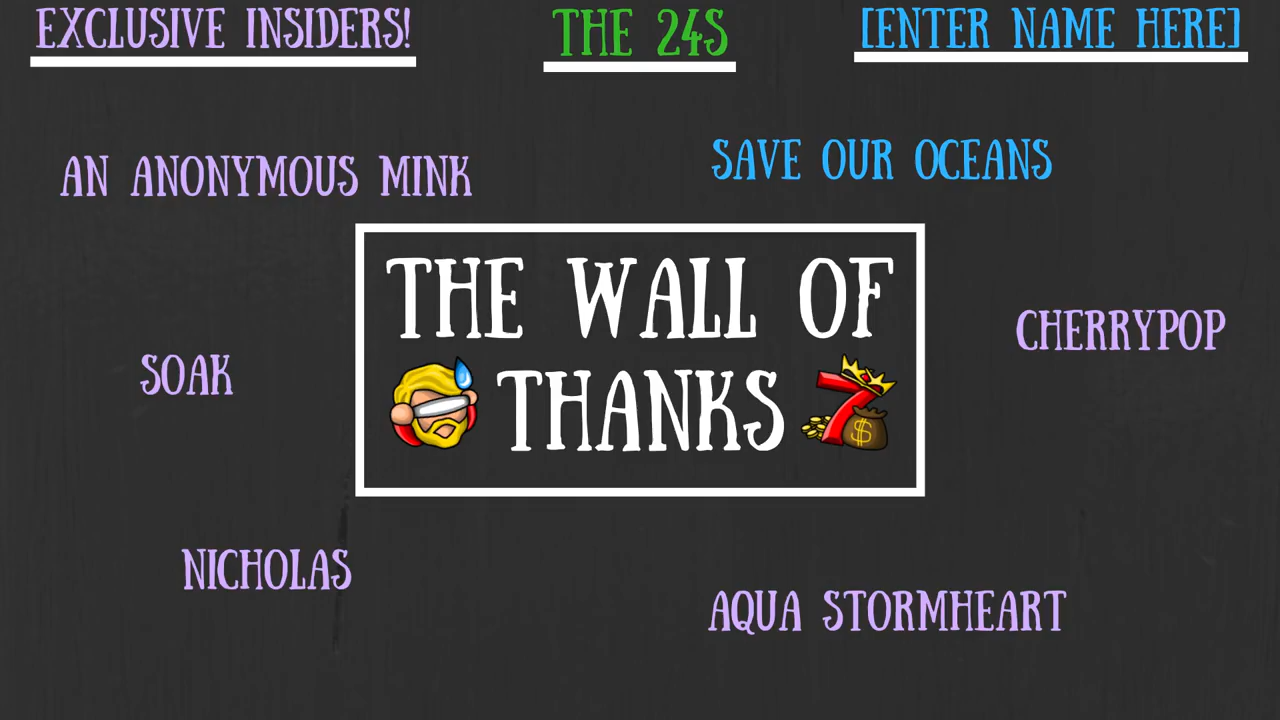 EXCLUSIVE INSIDERS!
THE 24S
[ENTER NAME HERE]
SAVE OUR OCEANS
AN ANONYMOUS MINK
THE WALL OF
THANKS
7
$
CHERRYPOP
SOAK
NICHOLAS
AQUA STORMHEART